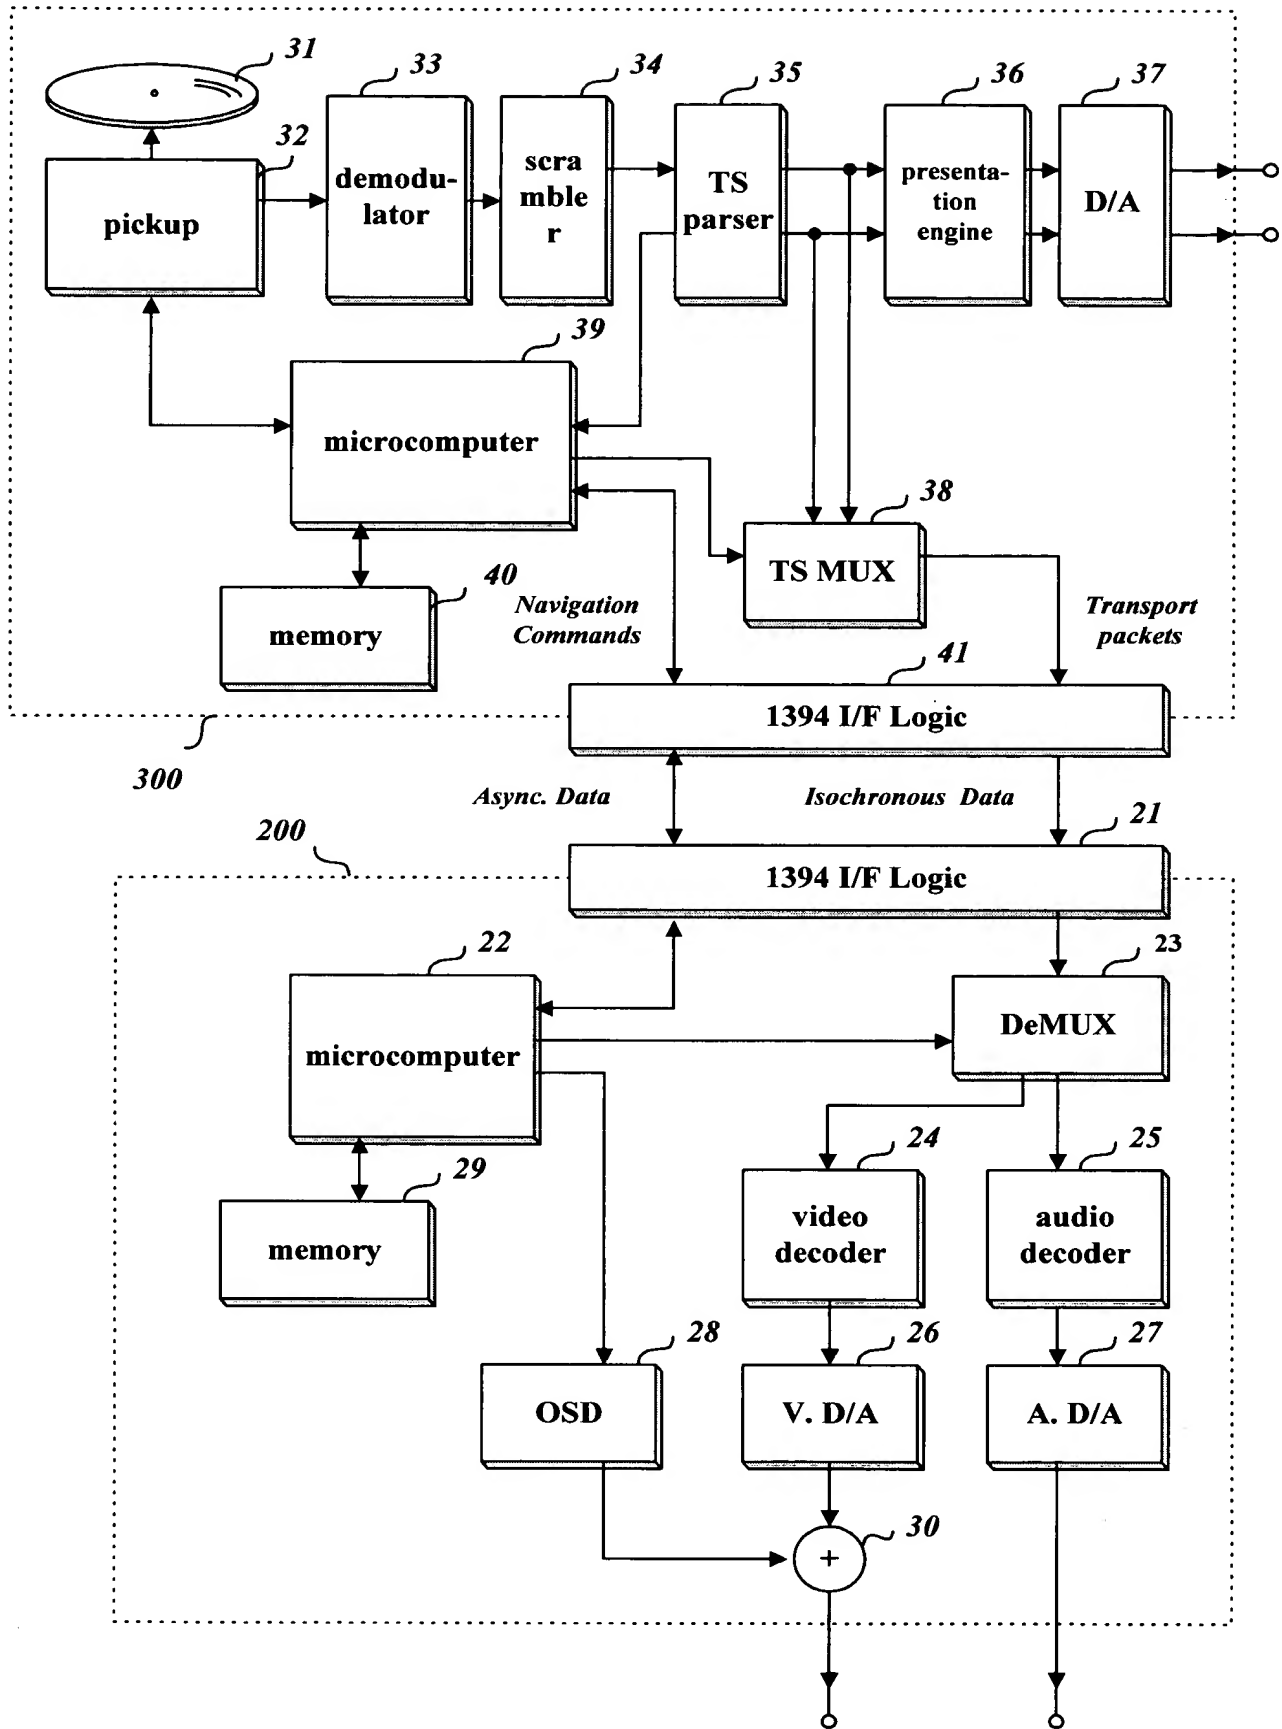 31
33
34
35
36
37
32
pickup
demodu-
lator
scra
mble
r
TS
parser
presenta-
tion
engine
D/A
39
microcomputer
38
TS MUX
40
memory
Navigation
Commands
Transport
packets
41
1394 I/F Logic
300
Async. Data
Isochronous Data
21
200
1394 I/F Logic
22
23
microcomputer
DeMUX
24
25
29
memory
video
decoder
audio
decoder
28
26
27
OSD
V. D/A
A. D/A
30
+